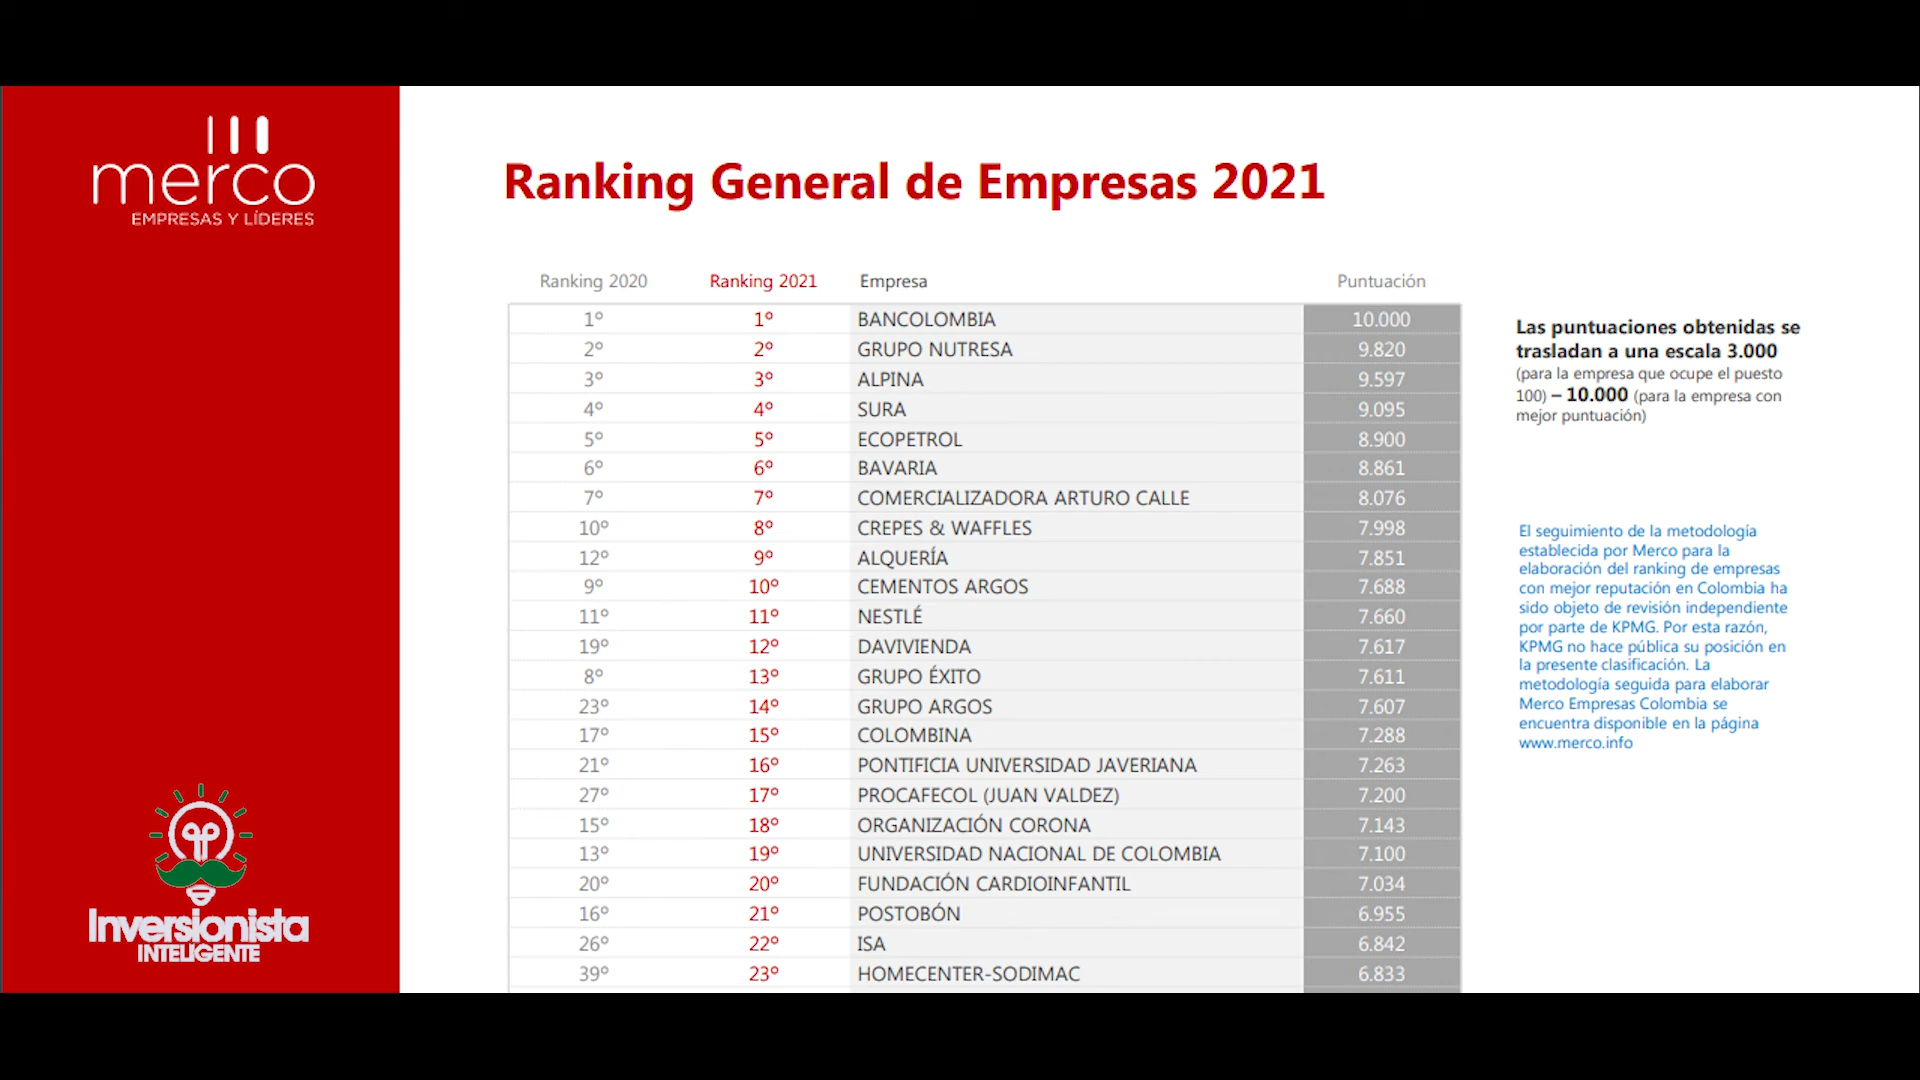 merco
EMPRESAS Y LÍDERES
Ranking General de Empresas 2021
Ranking 2020 Ranking 2021 Empresa Puntuación
1º 1º BANCOLOMBIA 10.000
2º 2º GRUPO NUTRESA 9.820
3º 3º ALPINA 9.597
4º 4º SURA 9.095
5º 5º ECOPETROL 8.900
6º 6º BAVARIA 8.861
7º 7º COMERCIALIZADORA ARTURO CALLE 8.076
10º 8º CREPES & WAFFLES 7.998
12º 9º ALQUERÍA 7.851
9º 10º CEMENTOS ARGOS 7.688
11º 11º NESTLÉ 7.660
19º 12º DAVIVIENDA 7.617
8º 13º GRUPO ÉXITO 7.611
23º 14º GRUPO ARGOS 7.607
17º 15º COLOMBINA 7.288
21º 16º PONTIFICIA UNIVERSIDAD JAVERIANA 7.263
27º 17º PROCAFECOL (JUAN VALDEZ) 7.200
15º 18º ORGANIZACIÓN CORONA 7.143
13º 19º UNIVERSIDAD NACIONAL DE COLOMBIA 7.100
20º 20º FUNDACIÓN CARDIOINFANTIL 7.034
16º 21º POSTOBÓN 6.955
26º 22º ISA 6.842
39º 23º HOMECENTER-SODIMAC 6.833
Las puntuaciones obtenidas se
trasladan a una escala 3.000
(para la empresa que ocupe el puesto
100) – 10.000 (para la empresa con
mejor puntuación)
El seguimiento de la metodología
establecida por Merco para la
elaboración del ranking de empresas
con mejor reputación en Colombia ha
sido objeto de revisión independiente
por parte de KPMG. Por esta razón,
KPMG no hace pública su posición en
la presente clasificación. La
metodología seguida para elaborar
Merco Empresas Colombia se
encuentra disponible en la página
www.merco.info
Inversionista
INTELIGENTE